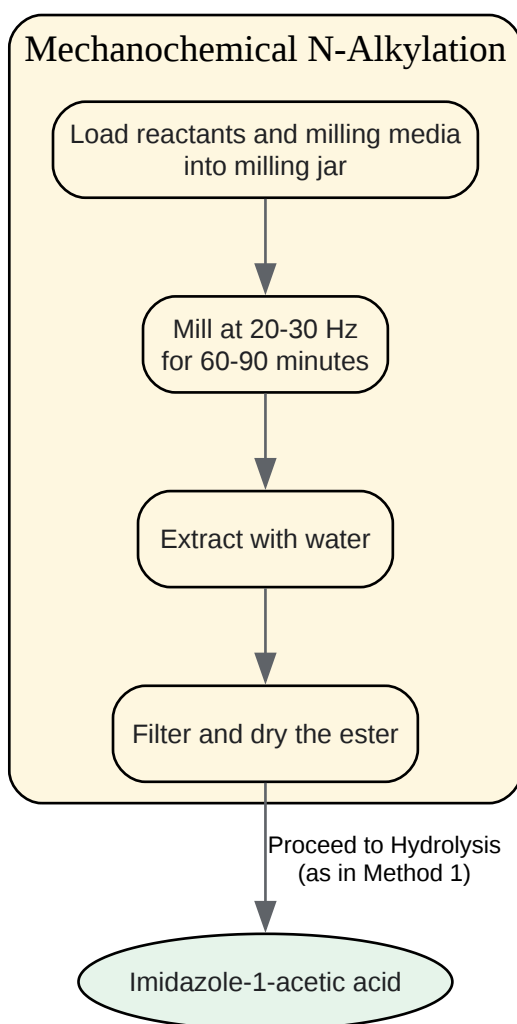 Mechanochemical N-Alkylation
Load reactants and milling media
into milling jar
Mill at 20-30 Hz
for 60-90 minutes
Extract with water
Filter and dry the ester
Proceed to Hydrolysis
(as in Method 1)
Imidazole-1-acetic acid